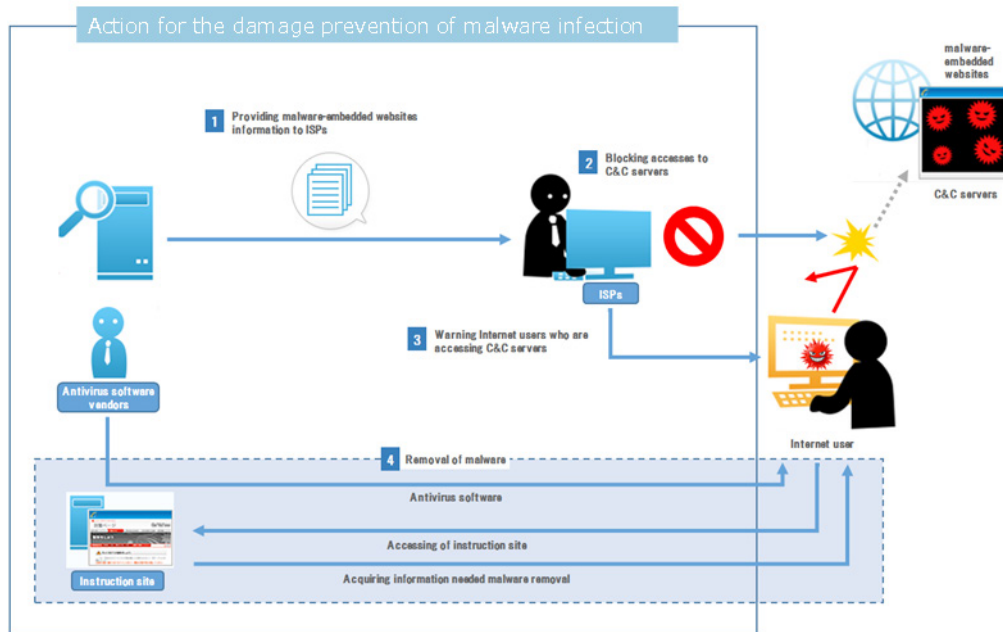 Action for the damage prevention of malware infection
malware-
embedded
websites
1 Providing malware-embedded websites
information to ISPs
2 Blocking accesses to
C&C servers
C&C servers
ISPs
3 Warning Internet users who are
accessing C&C servers
Antivirus software
vendors
Internet user
4 Removal of malware
Antivirus software
Accessing of instruction site
Instruction site
Acquiring information needed malware removal